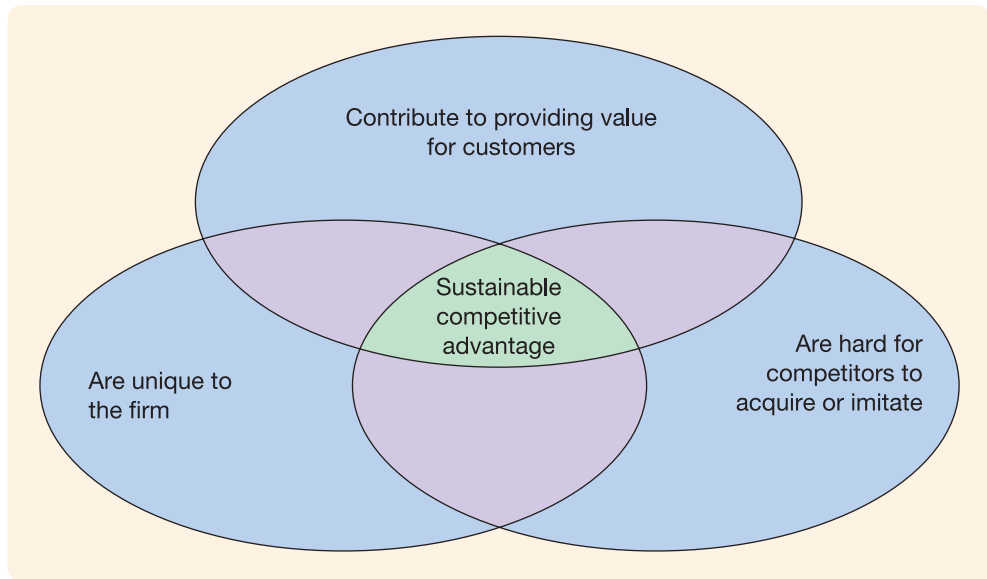 Contribute to providing value
for customers
Sustainable
competitive
advantage
Are unique to
the firm
Are hard for
competitors to
acquire or imitate